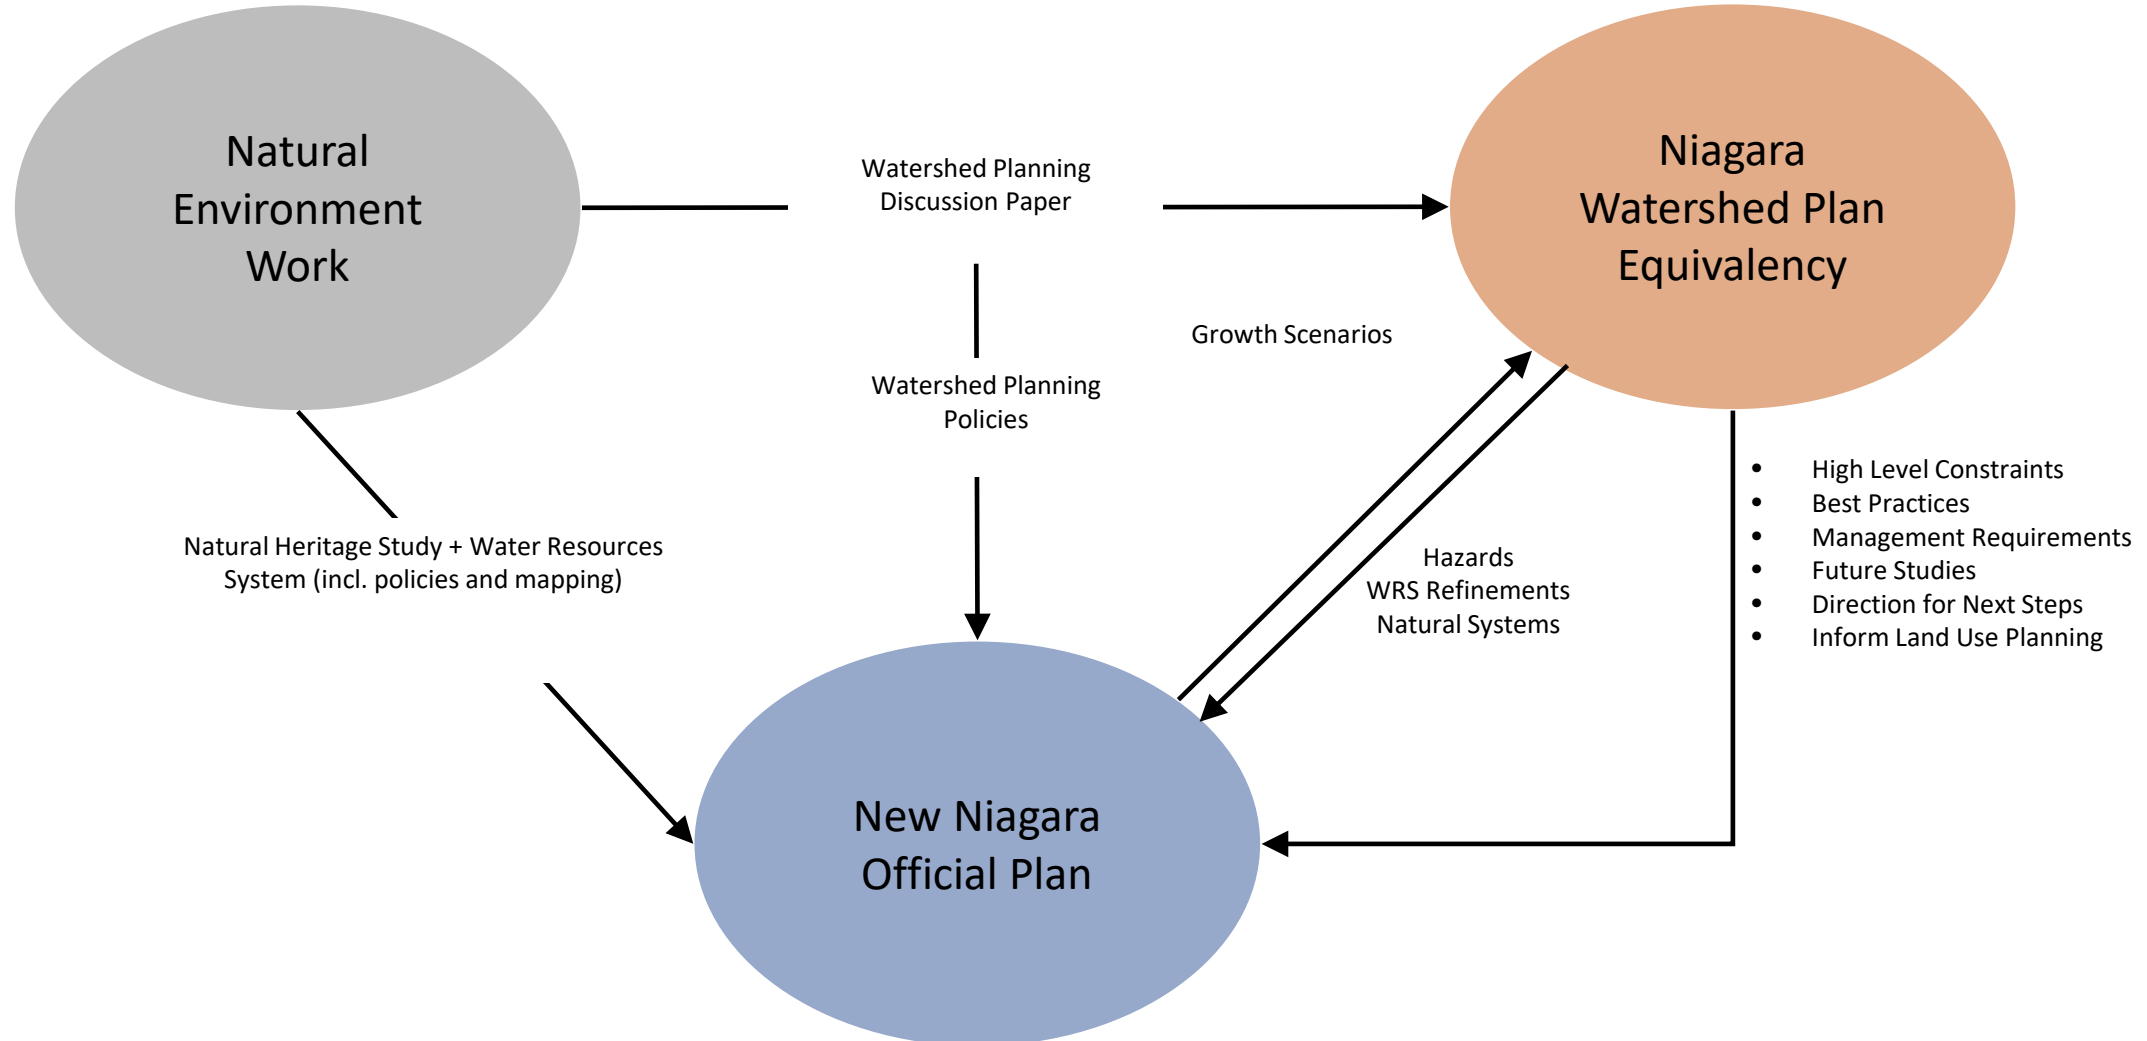 Natural
Environment
Work
Watershed Planning
Discussion Paper
Niagara
Watershed Plan
Equivalency
Growth Scenarios
Watershed Planning
Policies
Natural Heritage Study + Water Resources
System (incl. policies and mapping)
Hazards
WRS Refinements
Natural Systems
• High Level Constraints
• Best Practices
• Management Requirements
• Future Studies
• Direction for Next Steps
• Inform Land Use Planning
New Niagara
Official Plan